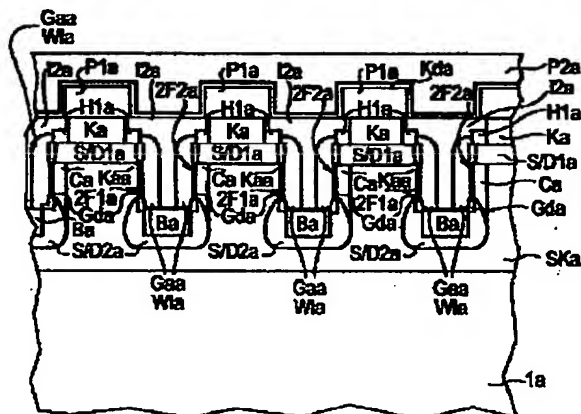 Gaa
Wla
I2a P1a I2a 2F2a P1a I2a P1a Kda 2F2a P2a
I2a
H1a H1a H1a H1a
Ka Ka Ka Ka
S/D1a S/D1a S/D1a S/D1a
Ca Kaa Ca Kaa Ca Kaa Ca
2F1a 2F1a 2F1a
Gda Gda Gda Gda
Ba Ba Ba Ba
S/D2a S/D2a S/D2a
SKa
Gaa Gaa Gaa
Wla Wla Wla
1a